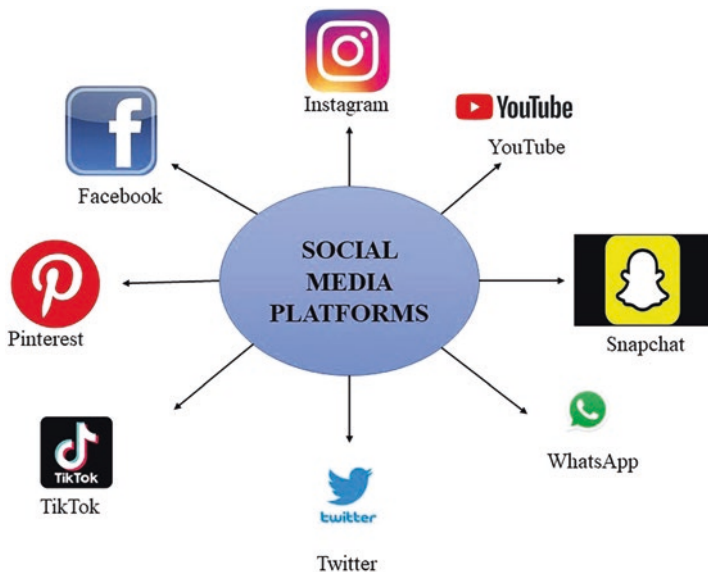 Instagram
YouTube
YouTube
f
Facebook
SOCIAL
MEDIA
PLATFORMS
Pinterest
Snapchat
TikTok
TikTok
WhatsApp
twitter
Twitter